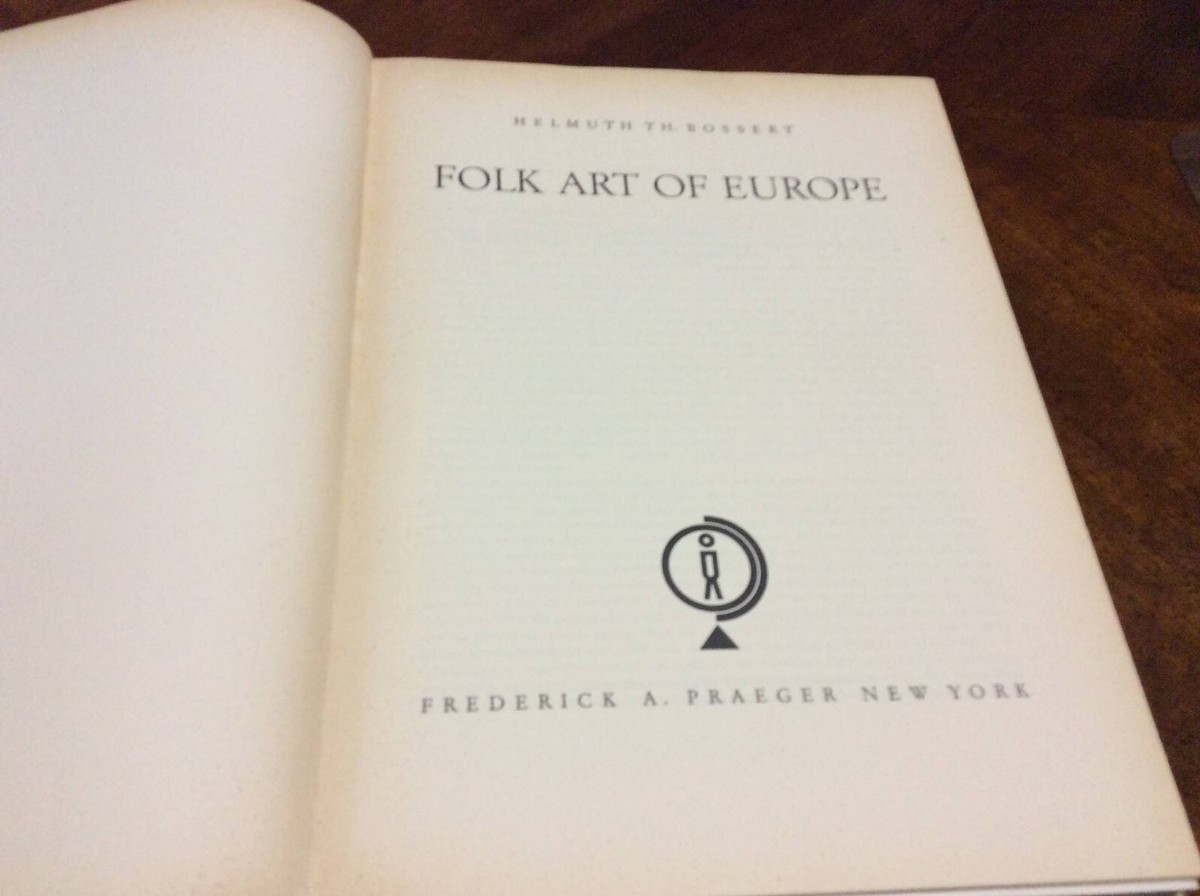 HELMUTH TH. BOSSERT
FOLK ART OF EUROPE
FREDERICK A. PRAEGER NEW YORK